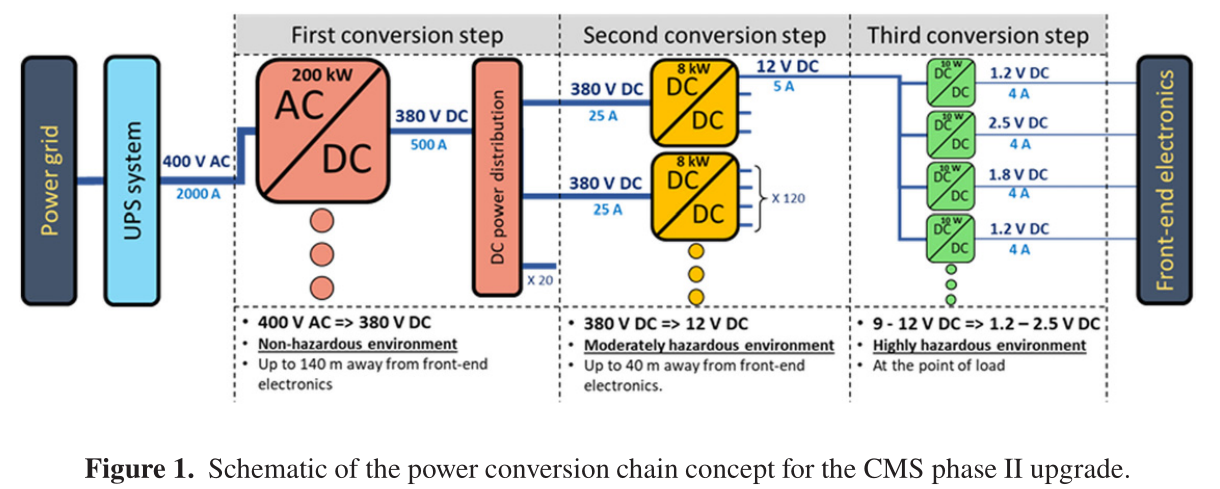 First conversion step
Second conversion step
Third conversion step
Power grid
UPS system
400 V AC
2000 A
200 kW
AC
DC
380 V DC
500 A
DC power distribution
380 V DC
25 A
380 V DC
25 A
X 20
8 kW
DC
DC
8 kW
DC
DC
12 V DC
5 A
X 120
10 W
DC
DC
1.2 V DC
4 A
10 W
DC
DC
2.5 V DC
4 A
10 W
DC
DC
1.8 V DC
4 A
10 W
DC
DC
1.2 V DC
4 A
Front-end electronics
• 400 V AC => 380 V DC
• Non-hazardous environment
• Up to 140 m away from front-end
electronics
• 380 V DC => 12 V DC
• Moderately hazardous environment
• Up to 40 m away from front-end
electronics.
• 9 - 12 V DC => 1.2 – 2.5 V DC
• Highly hazardous environment
• At the point of load
Figure 1. Schematic of the power conversion chain concept for the CMS phase II upgrade.